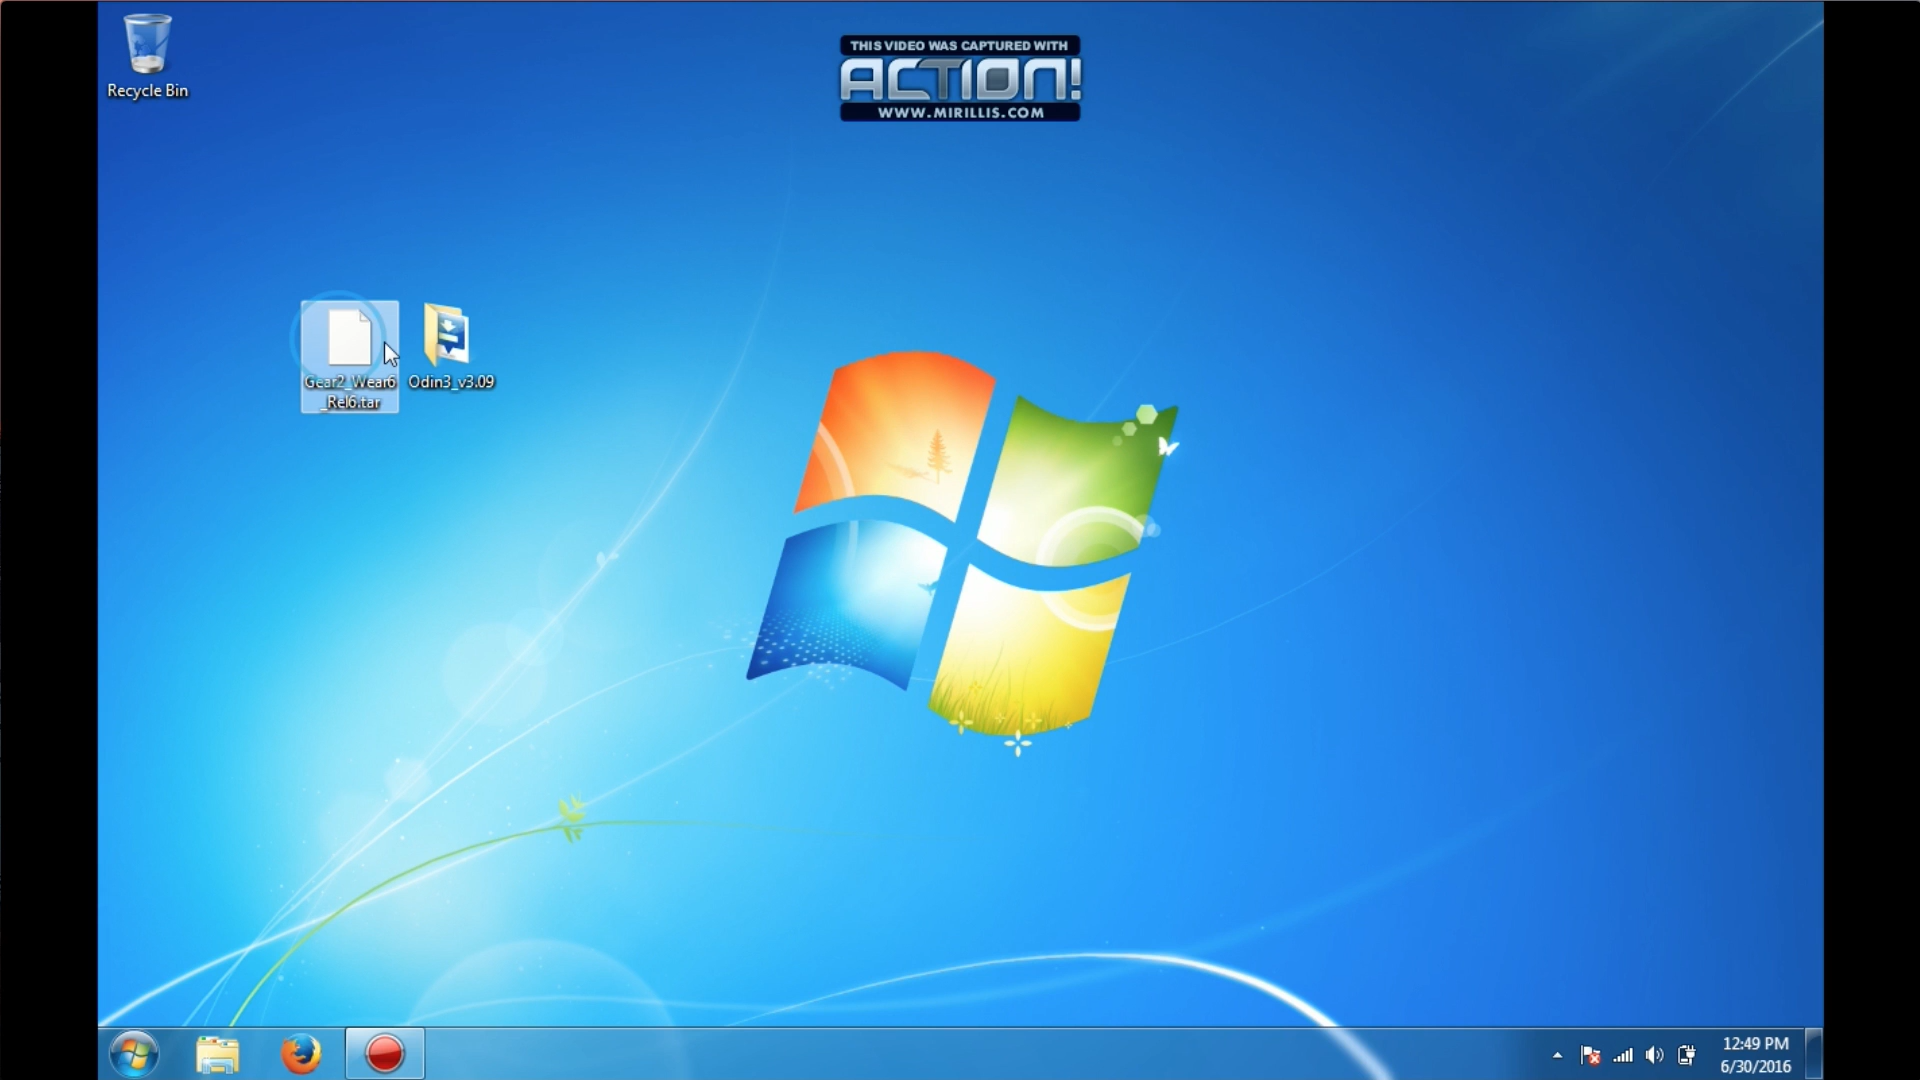 Recycle Bin
THIS VIDEO WAS CAPTURED WITH
ACTION!
WWW.MIRILLIS.COM
Gear2_Wear6
_Rel6.tar
Odin3_v3.09
12:49 PM
6/30/2016